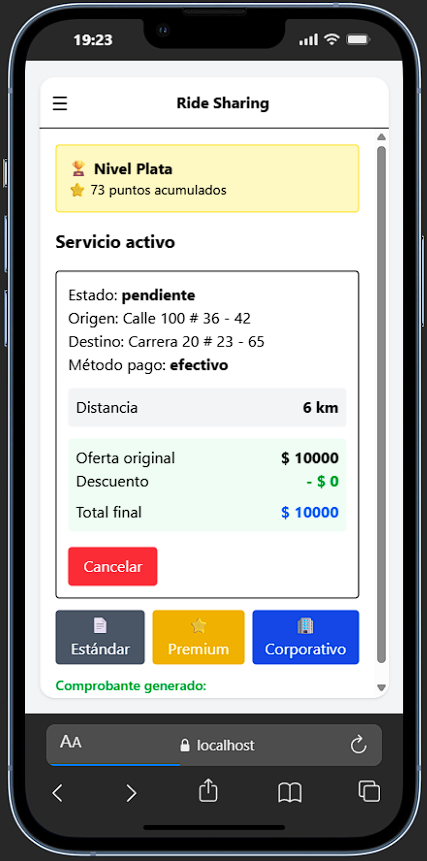 19:23
☰ Ride Sharing
🏆 Nivel Plata
⭐ 73 puntos acumulados
Servicio activo
Estado: pendiente
Origen: Calle 100 # 36 - 42
Destino: Carrera 20 # 23 - 65
Método pago: efectivo
Distancia 6 km
Oferta original $ 10000
Descuento - $ 0
Total final $ 10000
Cancelar
Estándar Premium Corporativo
Comprobante generado:
AA localhost